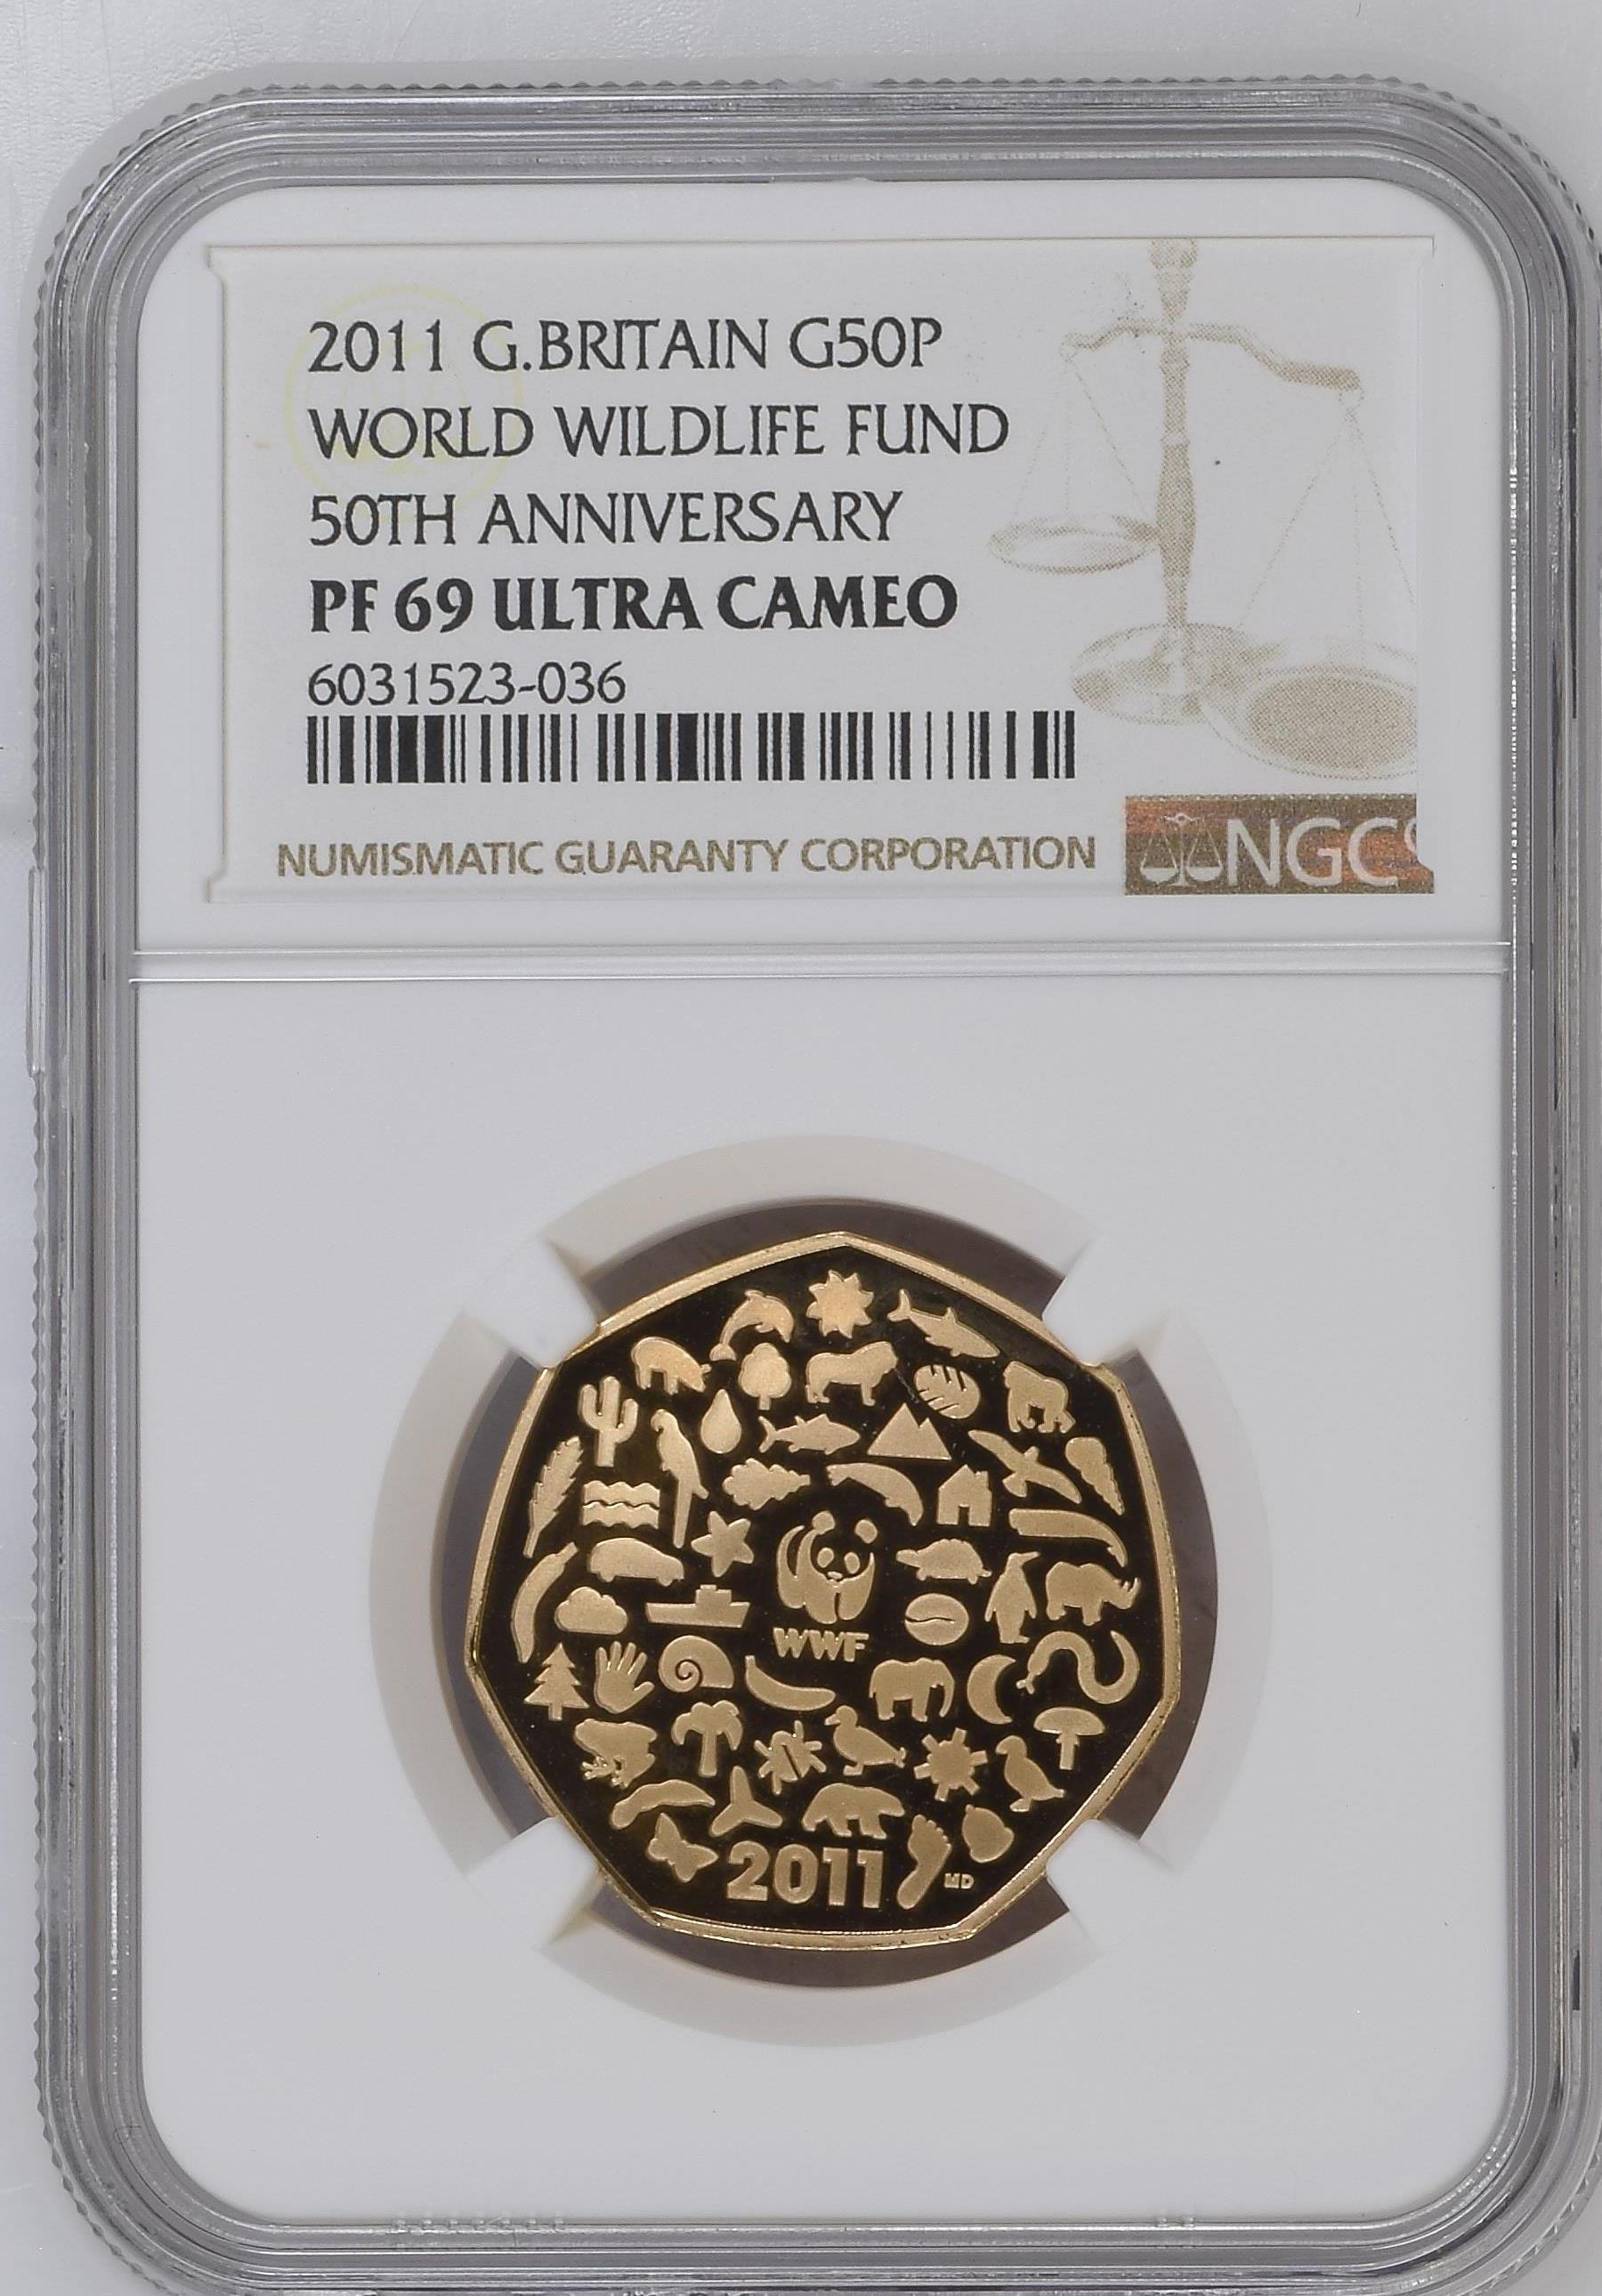 2011 G.BRITAIN G50P
WORLD WILDLIFE FUND
50TH ANNIVERSARY
PF 69 ULTRA CAMEO
6031523-036
NUMISMATIC GUARANTY CORPORATION
NGC
WWF
2011
MD